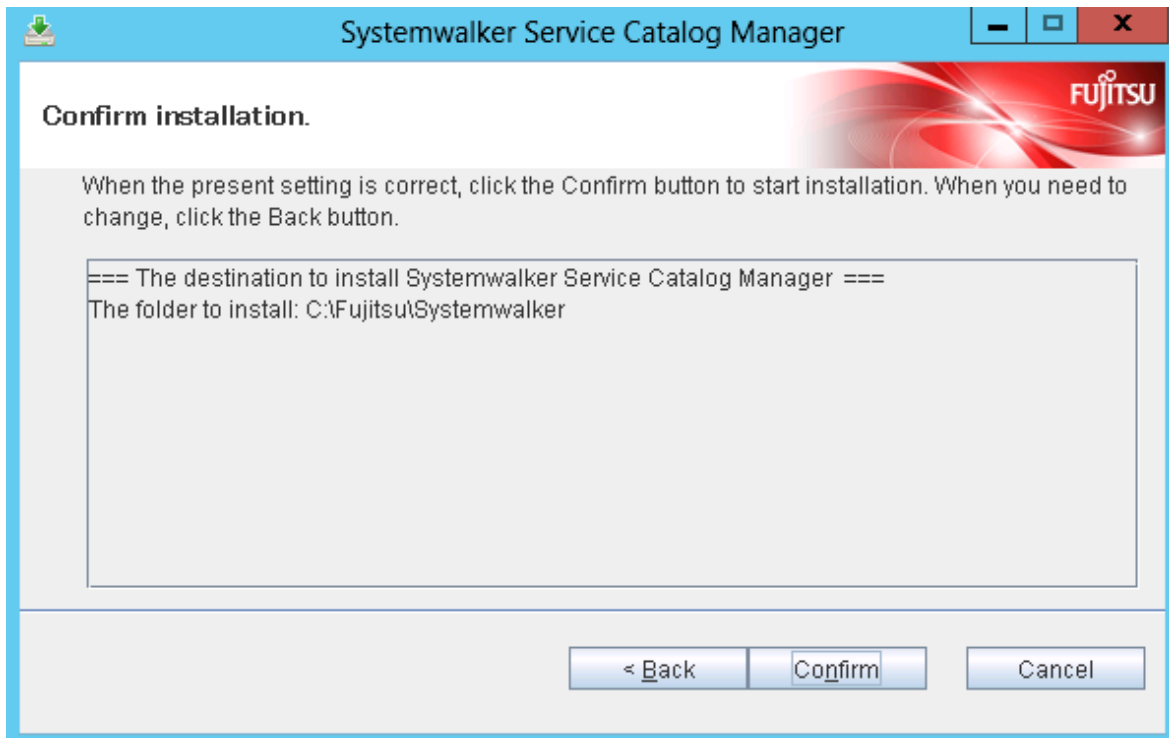 Systemwalker Service Catalog Manager
FUJITSU
Confirm installation.
When the present setting is correct, click the Confirm button to start installation. When you need to
change, click the Back button.
=== The destination to install Systemwalker Service Catalog Manager ===
The folder to install: C:\Fujitsu\Systemwalker
< Back
Confirm
Cancel